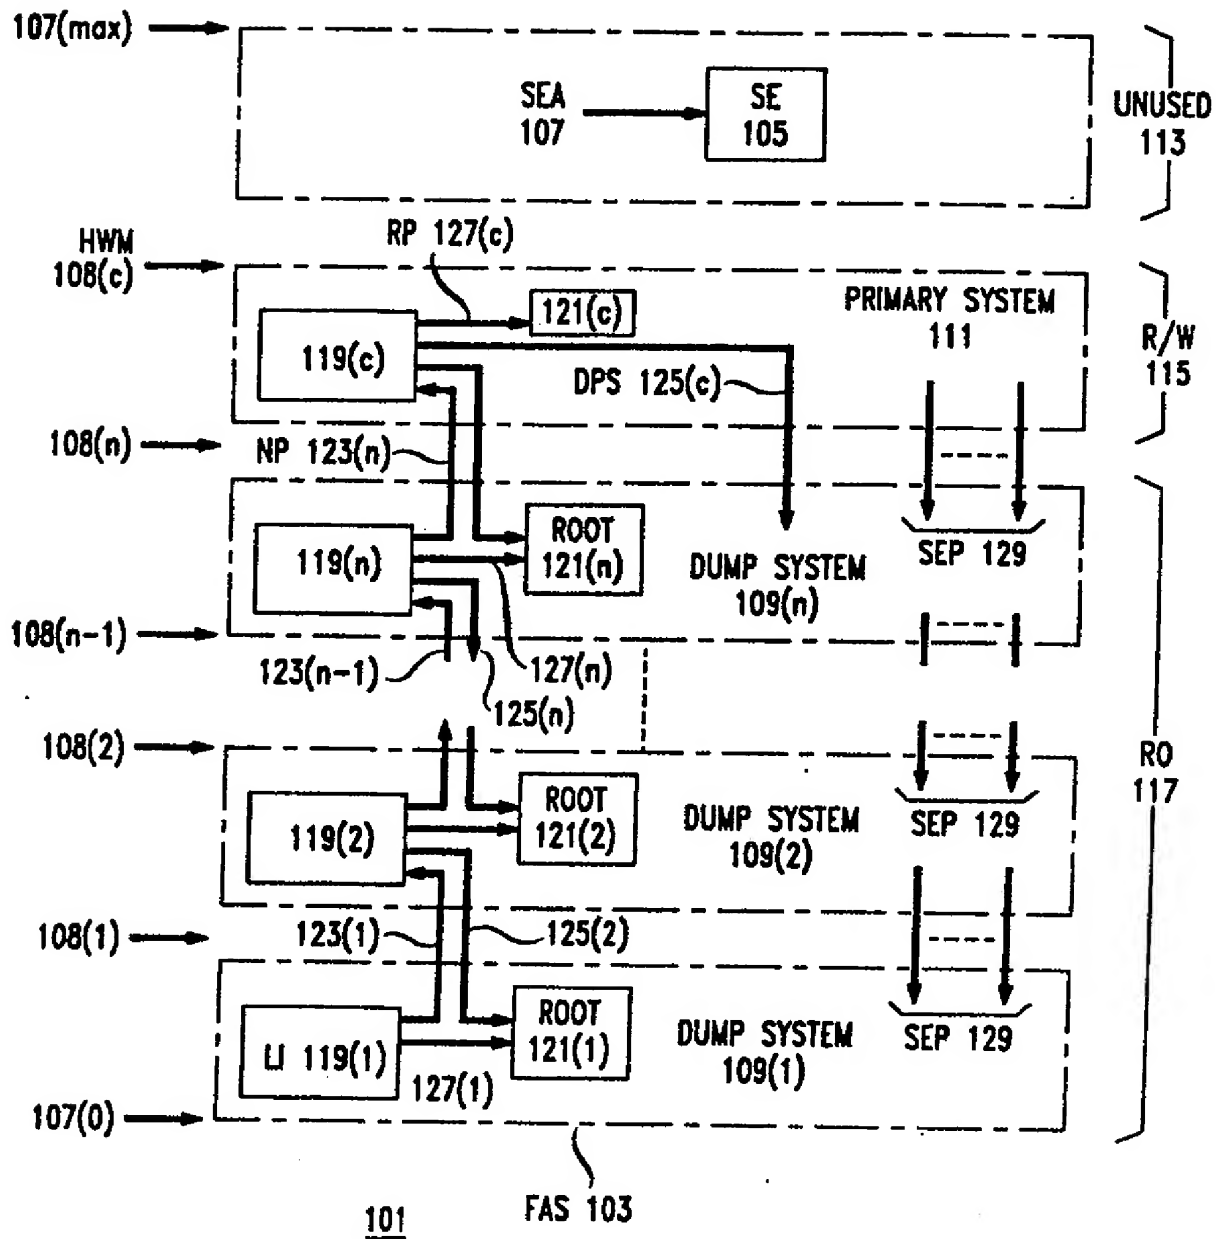 107(max)
SEA
107
SE
105
UNUSED
113
HWM
108(c)
RP 127(c)
121(c)
PRIMARY SYSTEM
111
119(c)
R/W
115
DPS 125(c)
108(n)
NP 123(n)
ROOT
121(n)
119(n)
DUMP SYSTEM
109(n)
SEP 129
108(n-1)
123(n-1)
127(n)
125(n)
108(2)
RO
117
ROOT
121(2)
119(2)
DUMP SYSTEM
109(2)
SEP 129
108(1)
123(1)
125(2)
ROOT
121(1)
LI 119(1)
DUMP SYSTEM
109(1)
SEP 129
127(1)
107(0)
FAS 103
101